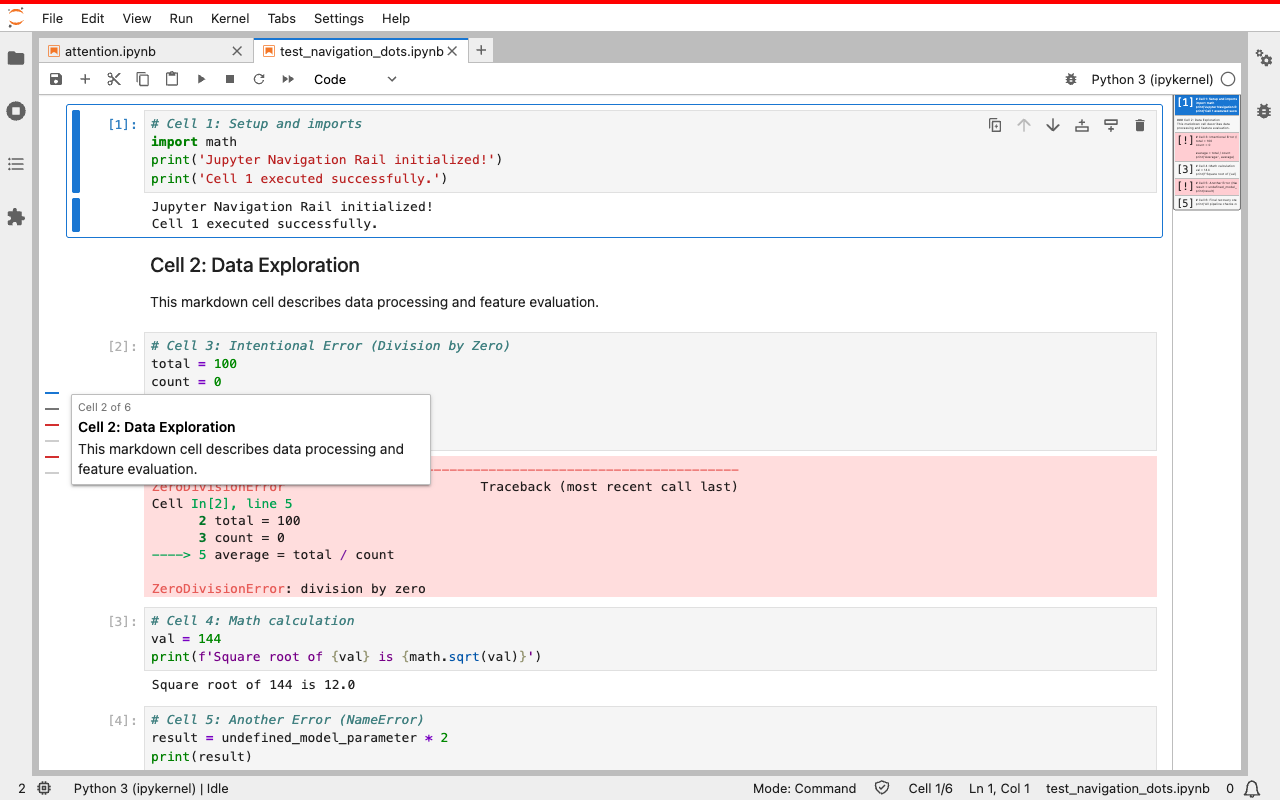 File Edit View Run Kernel Tabs Settings Help
attention.ipynb
test_navigation_dots.ipynb
Code
Python 3 (ipykernel)
[1]:
# Cell 1: Setup and imports
import math
print('Jupyter Navigation Rail initialized!')
print('Cell 1 executed successfully.')
Jupyter Navigation Rail initialized!
Cell 1 executed successfully.
Cell 2: Data Exploration
This markdown cell describes data processing and feature evaluation.
[2]:
# Cell 3: Intentional Error (Division by Zero)
total = 100
count = 0
Cell 2 of 6
Cell 2: Data Exploration
This markdown cell describes data processing and
feature evaluation.
ZeroDivisionError Traceback (most recent call last)
Cell In[2], line 5
2 total = 100
3 count = 0
----> 5 average = total / count
ZeroDivisionError: division by zero
[3]:
# Cell 4: Math calculation
val = 144
print(f'Square root of {val} is {math.sqrt(val)}')
Square root of 144 is 12.0
[4]:
# Cell 5: Another Error (NameError)
result = undefined_model_parameter * 2
print(result)
[1]
[!]
[3]
[!]
[5]
2 Python 3 (ipykernel) | Idle Mode: Command Cell 1/6 Ln 1, Col 1 test_navigation_dots.ipynb 0